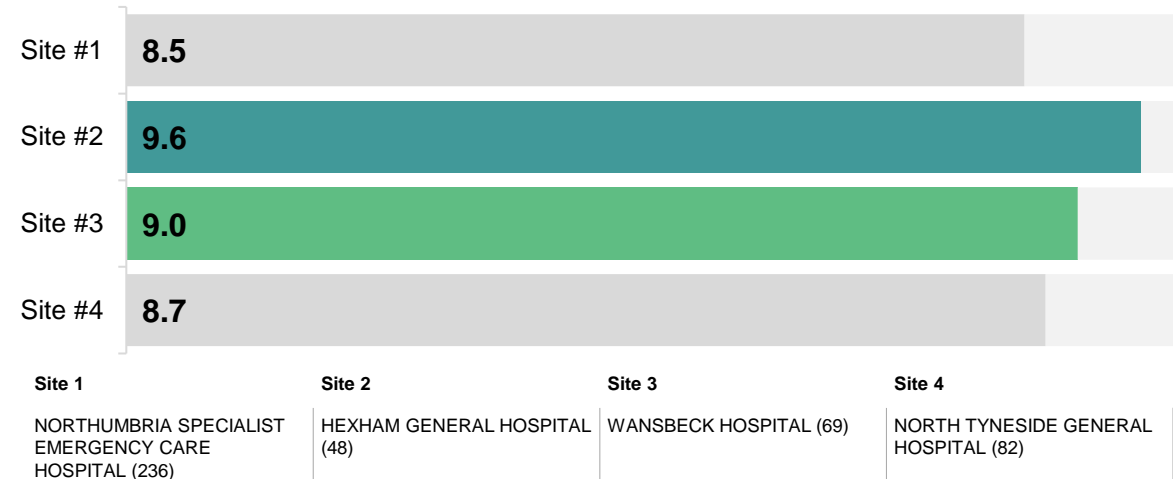 Site #1
8.5
Site #2
9.6
Site #3
9.0
Site #4
8.7
Site 1
Site 2
Site 3
Site 4
NORTHUMBRIA SPECIALIST
EMERGENCY CARE
HOSPITAL (236)
HEXHAM GENERAL HOSPITAL
(48)
WANSBECK HOSPITAL (69)
NORTH TYNESIDE GENERAL
HOSPITAL (82)